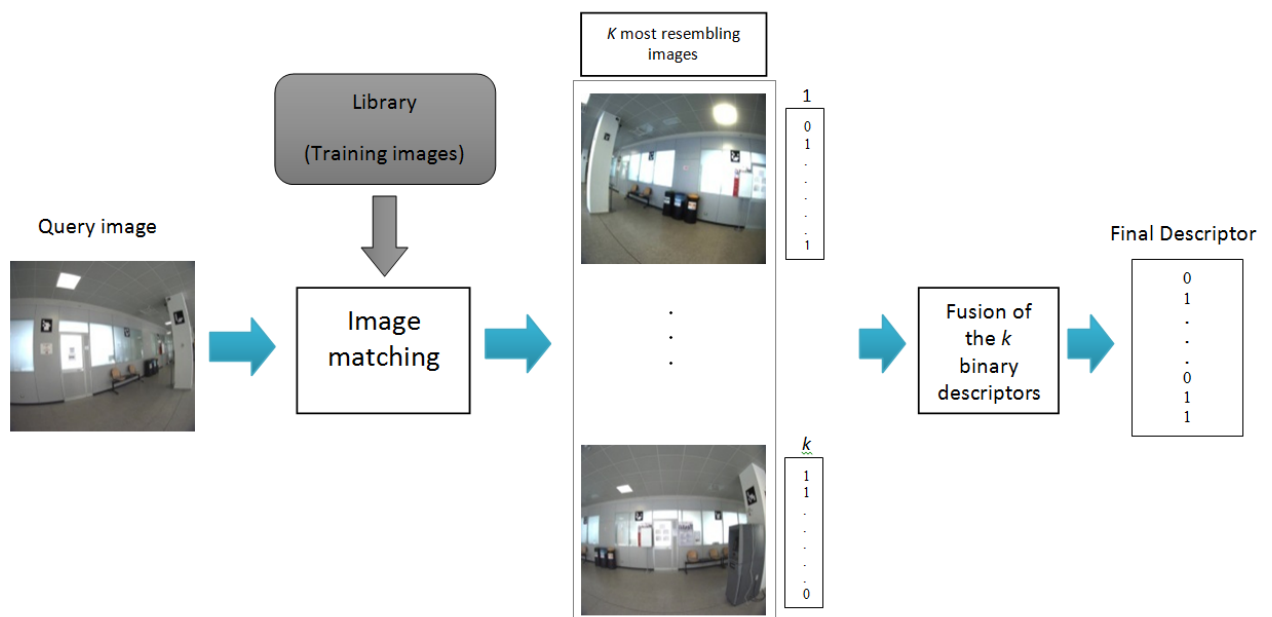 K most resembling
images
Library
(Training images)
1
0
1
.
.
.
.
.
1
Query image
Image
matching
.
.
.
Fusion of
the k
binary
descriptors
Final Descriptor
0
1
.
.
.
0
1
1
k
1
1
.
.
.
.
.
0